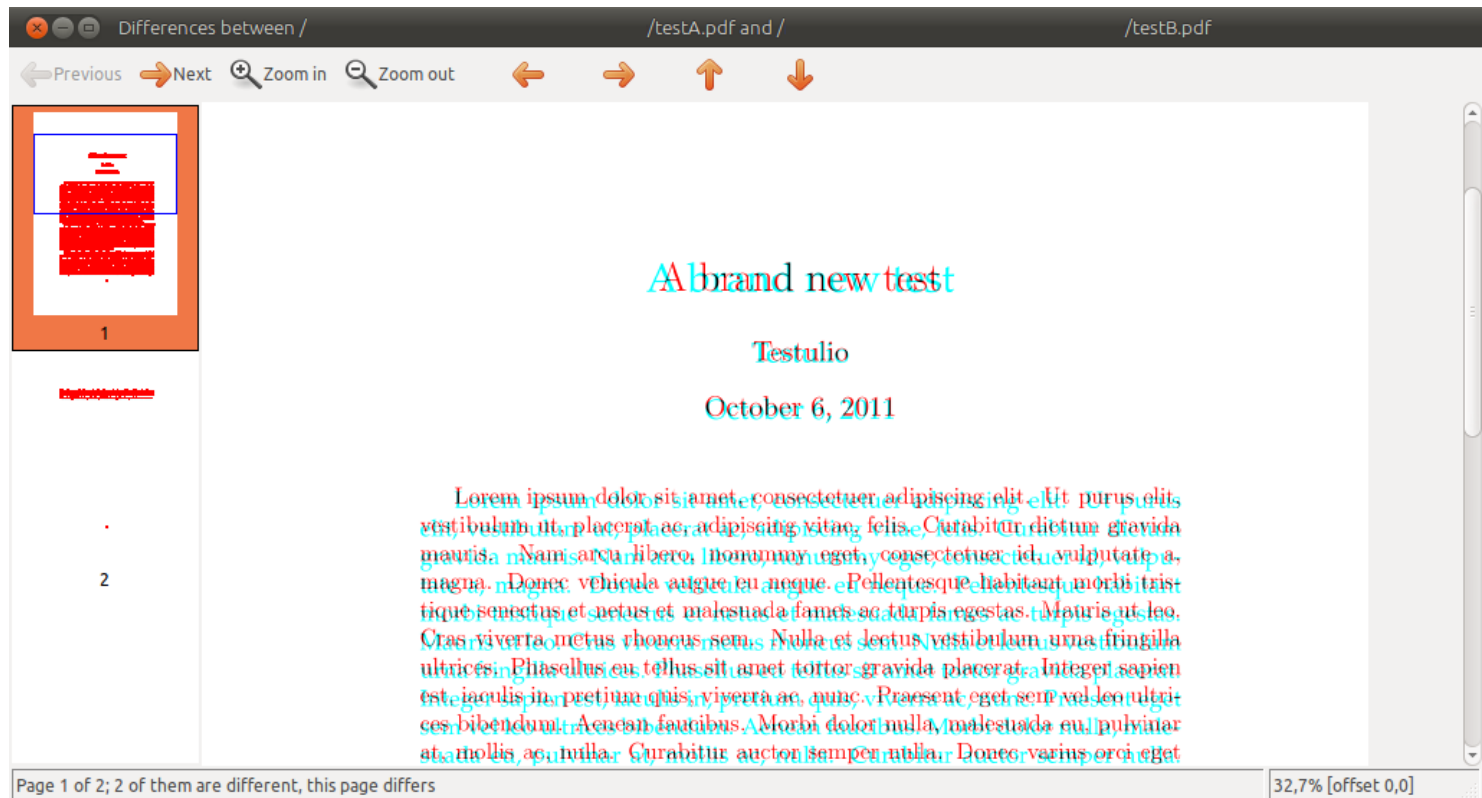 Differences between / /testA.pdf and / /testB.pdf
Previous Next Zoom in Zoom out
1
2
A brand new test
Testulio
October 6, 2011
Lorem ipsum dolor sit amet, consectetuer adipiscing elit. Ut purus elit,
vestibulum ut, placerat ac, adipiscing vitae, felis. Curabitur dictum gravida
mauris. Nam arcu libero, nonummy eget, consectetuer id, vulputate a,
magna. Donec vehicula augue eu neque. Pellentesque habitant morbi tris-
tique senectus et netus et malesuada fames ac turpis egestas. Mauris ut leo.
Cras viverra metus rhoncus sem. Nulla et lectus vestibulum urna fringilla
ultrices. Phasellus eu tellus sit amet tortor gravida placerat. Integer sapien
est, iaculis in, pretium quis, viverra ac, nunc. Praesent eget sem vel leo ultri-
ces bibendum. Aenean faucibus. Morbi dolor nulla, malesuada eu, pulvinar
at, mollis ac, nulla. Curabitur auctor semper nulla. Donec varius orci eget
Page 1 of 2; 2 of them are different, this page differs
32,7% [offset 0,0]